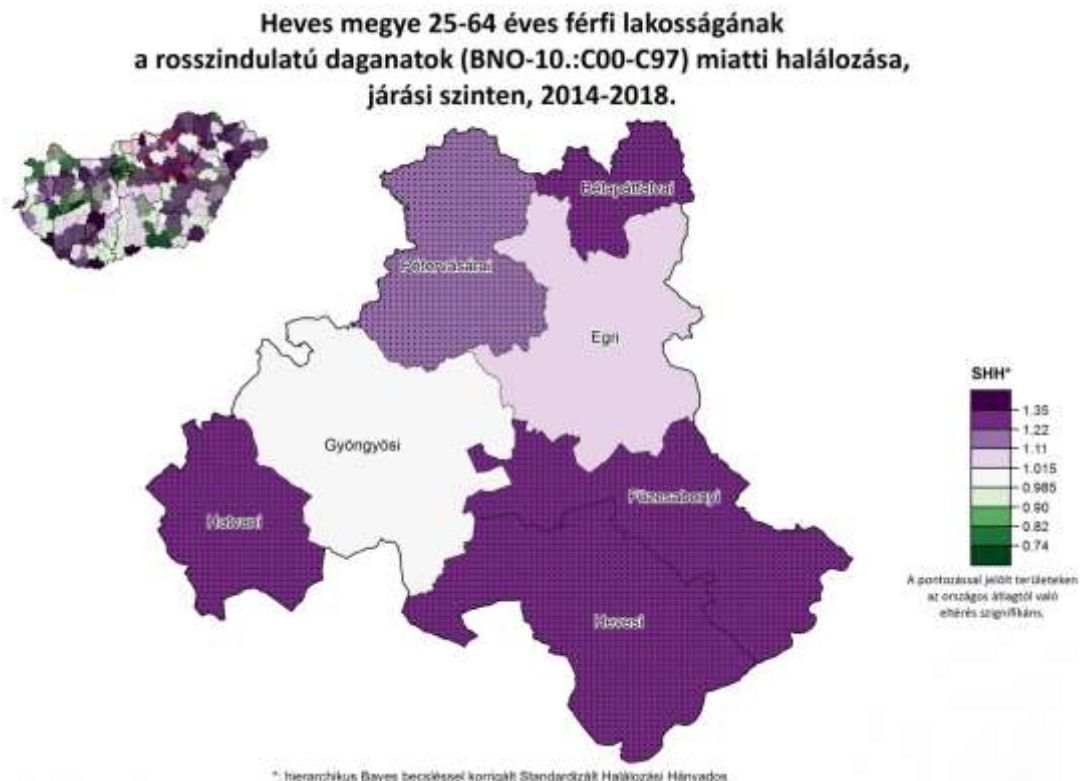 Heves megye 25-64 éves férfi lakosságának
a rosszindulatú daganatok (BNO-10.:C00-C97) miatti halálozása,
járási szinten, 2014-2018.
Bélapátfalvai
Pétervásárai
Egri
Gyöngyösi
Hatvani
Füzesabonyi
Hevesi
SHH*
1.35
1.22
1.11
1.015
0.985
0.90
0.82
0.74
A pontozással jelölt területeken
az országos átlagtól való
eltérés szignifikáns.
*: hierarchikus Bayes becsléssel korrigált Standardizált Halálozási Hányados